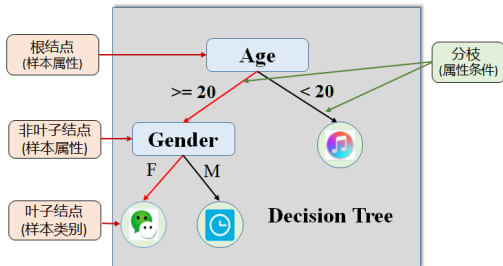 根结点
(样本属性)
Age
分枝
(属性条件)
>= 20
< 20
非叶子结点
(样本属性)
Gender
F
M
叶子结点
(样本类别)
Decision Tree